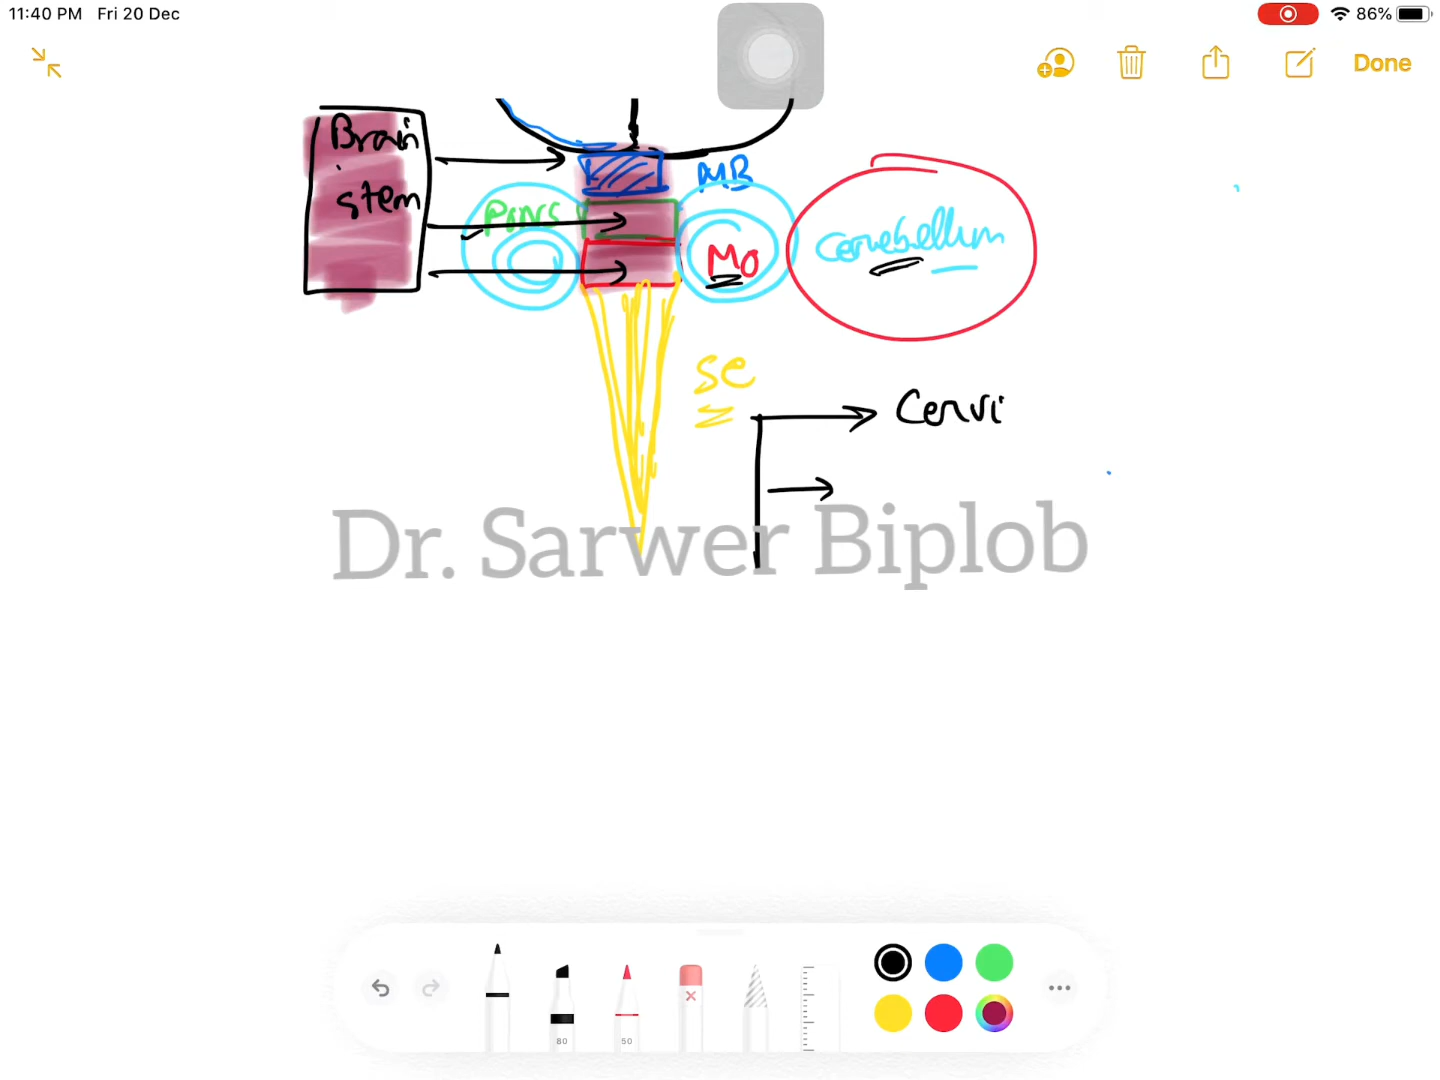 11:40 PM Fri 20 Dec
86%
Done
Brain
stem
MB
Pons
Mo
Cerebellum
SC
Cervi
Dr. Sarwer Biplob
80
50